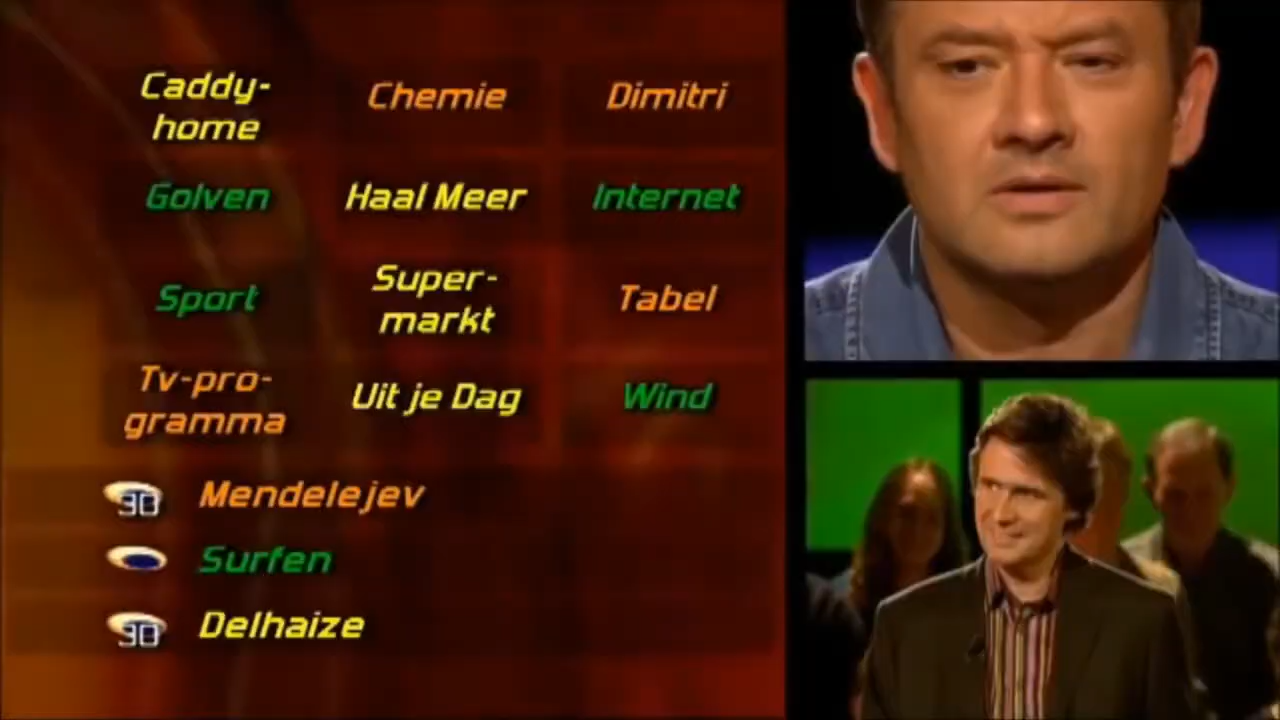 Caddy-
home
Chemie
Dimitri
Golven
Haal Meer
Internet
Sport
Super-
markt
Tabel
Tv-pro-
gramma
Uit je Dag
Wind
30 Mendelejev
Surfen
30 Delhaize